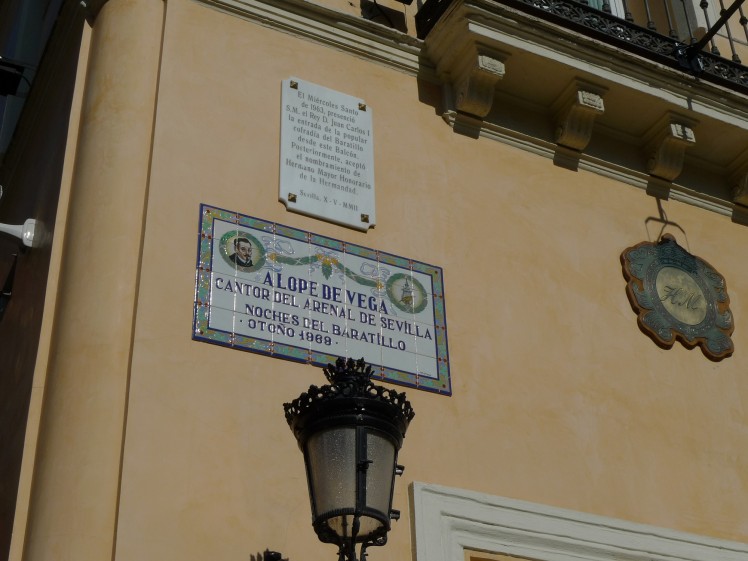 El Miércoles Santo
de 1963, presenció
S.M. el Rey D. Juan Carlos I
la entrada de la popular
cofradía del Baratillo
desde este Balcón.
Posteriormente, aceptó
el nombramiento de
Hermano Mayor Honorario
de la Hermandad.
Sevilla, X-V-MMII
A LOPE DE VEGA
CANTOR DEL ARENAL DE SEVILLA
NOCHES DEL BARATILLO
·OTOÑO 1989·